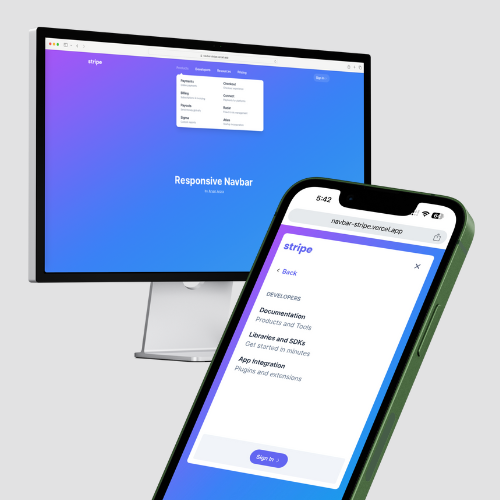 stripe
Products Developers Resources Pricing
Sign in
Payments Checkout
Billing Connect
Payouts Radar
Sigma Atlas
Responsive Navbar
5:42
navbar-stripe.vercel.app
stripe
Back
DEVELOPERS
Documentation
Products and Tools
Libraries and SDKs
Get started in minutes
App Integration
Plugins and extensions
Sign In